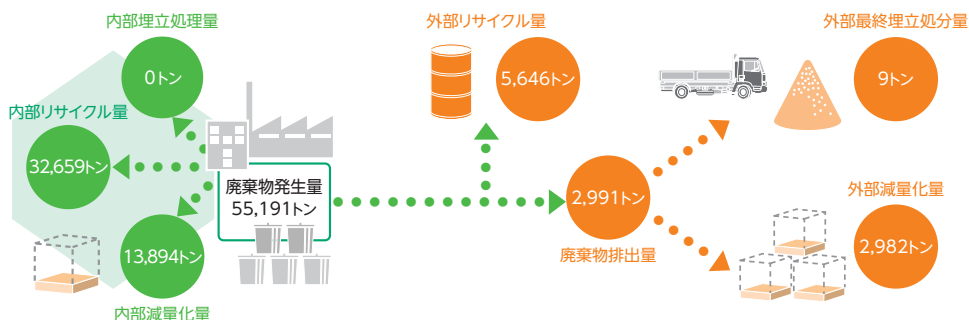 内部埋立処理量
0トン
内部リサイクル量
32,659トン
13,894トン
内部減量化量
廃棄物発生量
55,191トン
外部リサイクル量
5,646トン
2,991トン
廃棄物排出量
外部最終埋立処分量
9トン
外部減量化量
2,982トン